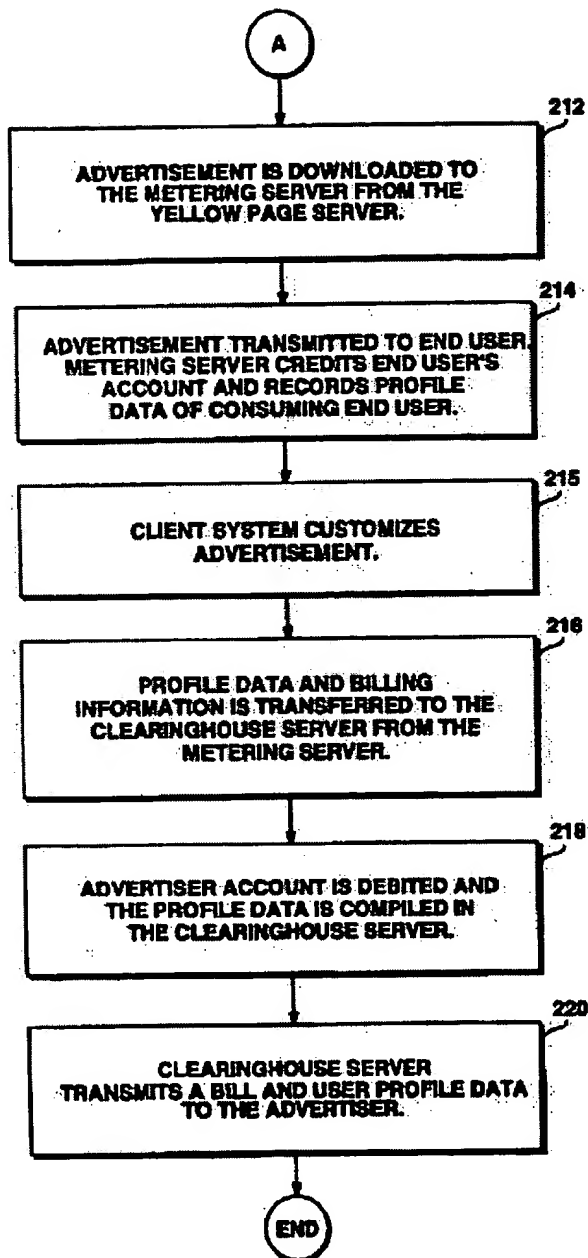 A
212
ADVERTISEMENT IS DOWNLOADED TO
THE METERING SERVER FROM THE
YELLOW PAGE SERVER.
214
ADVERTISEMENT TRANSMITTED TO END USER.
METERING SERVER CREDITS END USER'S
ACCOUNT AND RECORDS PROFILE
DATA OF CONSUMING END USER.
215
CLIENT SYSTEM CUSTOMIZES
ADVERTISEMENT.
216
PROFILE DATA AND BILLING
INFORMATION IS TRANSFERRED TO THE
CLEARINGHOUSE SERVER FROM THE
METERING SERVER.
218
ADVERTISER ACCOUNT IS DEBITED AND
THE PROFILE DATA IS COMPILED IN
THE CLEARINGHOUSE SERVER.
220
CLEARINGHOUSE SERVER
TRANSMITS A BILL AND USER PROFILE DATA
TO THE ADVERTISER.
END